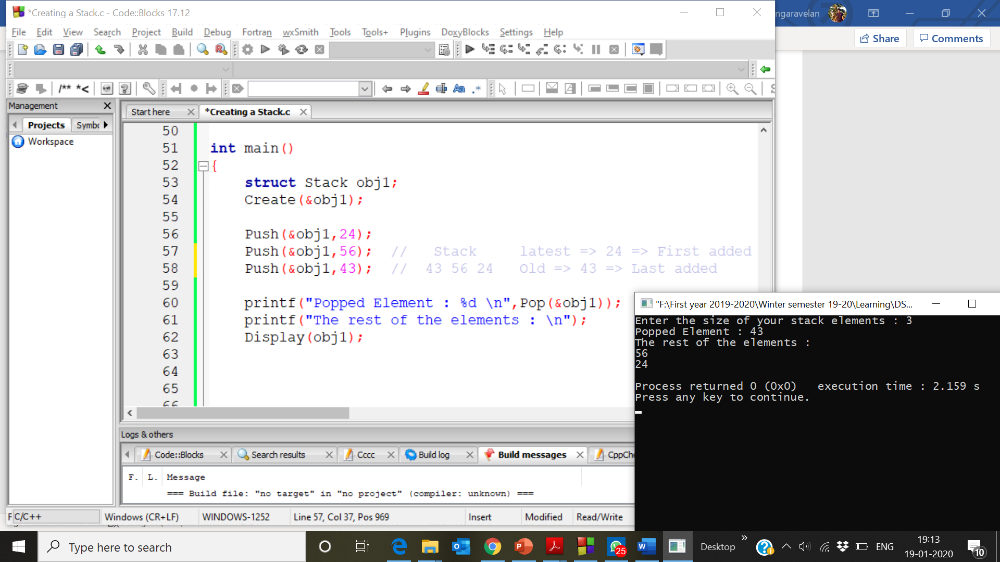 *Creating a Stack.c - Code::Blocks 17.12
ngaravelan
File Edit View Search Project Build Debug Fortran wxSmith Tools Tools+ Plugins DoxyBlocks Settings Help
Share Comments
/** *<
Management
Start here *Creating a Stack.c
Projects
Workspace
50
51 int main()
52 {
53 struct Stack obj1;
54 Create(&obj1);
55
56 Push(&obj1,24);
57 Push(&obj1,56); // Stack latest => 24 => First added
58 Push(&obj1,43); // 43 56 24 Old => 43 => Last added
59
60 printf("Popped Element : %d \n",Pop(&obj1));
61 printf("The rest of the elements : \n");
62 Display(obj1);
63
64
65
66
"F:\First year 2019-2020\Winter semester 19-20\Learning\DS...
Enter the size of your stack elements : 3
Popped Element : 43
The rest of the elements :
56
24
Process returned 0 (0x0) execution time : 2.159 s
Press any key to continue.
Logs & others
Code::Blocks Search results Cccc Build log Build messages CppChe
F. L. Message
=== Build file: "no target" in "no project" (compiler: unknown) ===
C/C++ Windows (CR+LF) WINDOWS-1252 Line 57, Col 37, Pos 969 Insert Modified Read/Write
Type here to search
25
Desktop
ENG
19:13
19-01-2020
10